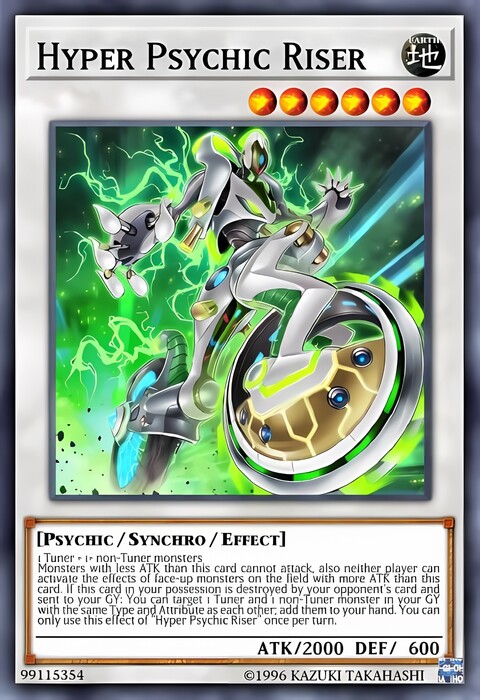 HYPER PSYCHIC RISER
EARTH
地
[PSYCHIC / SYNCHRO / EFFECT]
1 Tuner + 1+ non-Tuner monsters
Monsters with less ATK than this card cannot attack, also neither player can
activate the effects of face-up monsters on the field with more ATK than this
card. If this card in your possession is destroyed by your opponent's card and
sent to your GY: You can target 1 Tuner and 1 non-Tuner monster in your GY
with the same Type and Attribute as each other; add them to your hand. You can
only use this effect of "Hyper Psychic Riser" once per turn.
ATK/2000 DEF/ 600
99115354
©1996 KAZUKI TAKAHASHI